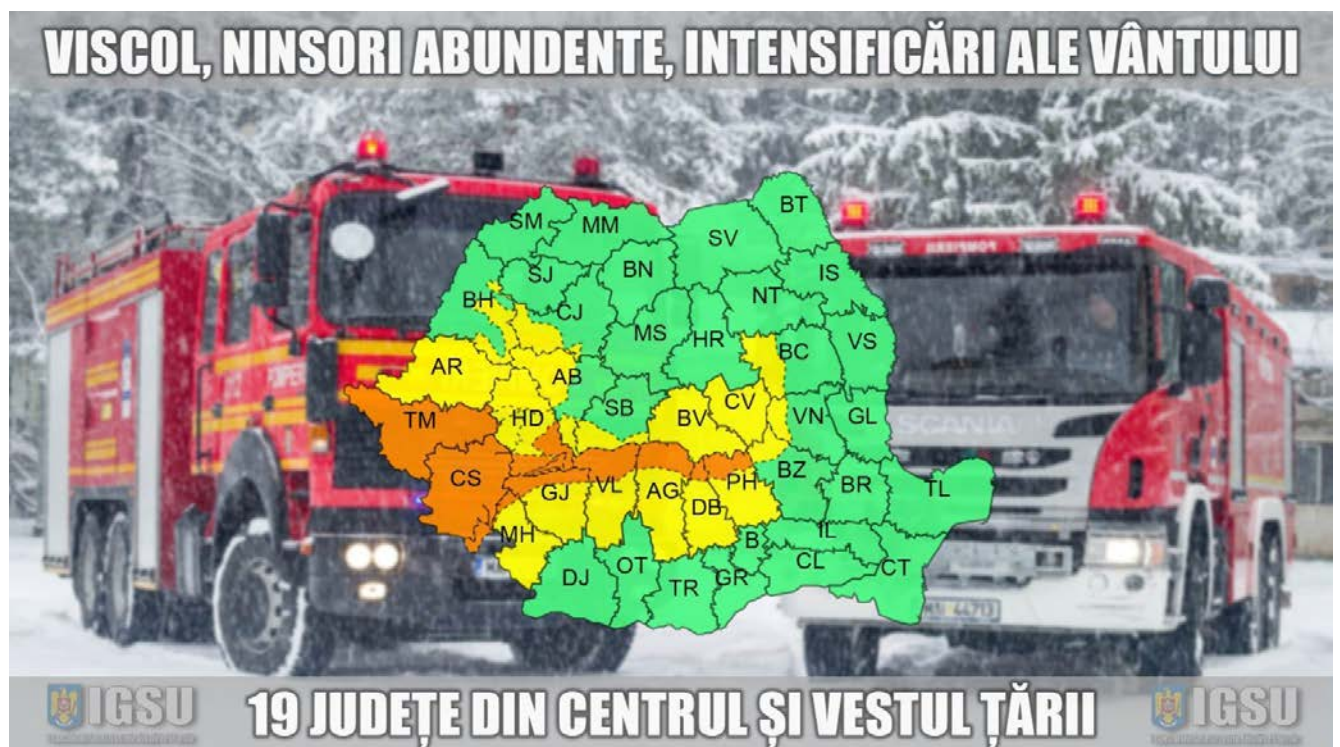 VISCOL, NINSORI ABUNDENTE, INTENSIFICĂRI ALE VÂNTULUI
BT
SM
MM
SV
SJ
BN
IS
NT
BH
CJ
MS
HR
BC
VS
AR
AB
SB
CV
BV
VN
GL
TM
HD
CS
GJ
VL
AG
PH
BZ
BR
TL
DB
MH
B
IL
DJ
OT
TR
GR
CL
CT
SCANIA
IGSU
19 JUDEȚE DIN CENTRUL ȘI VESTUL ȚĂRII
IGSU